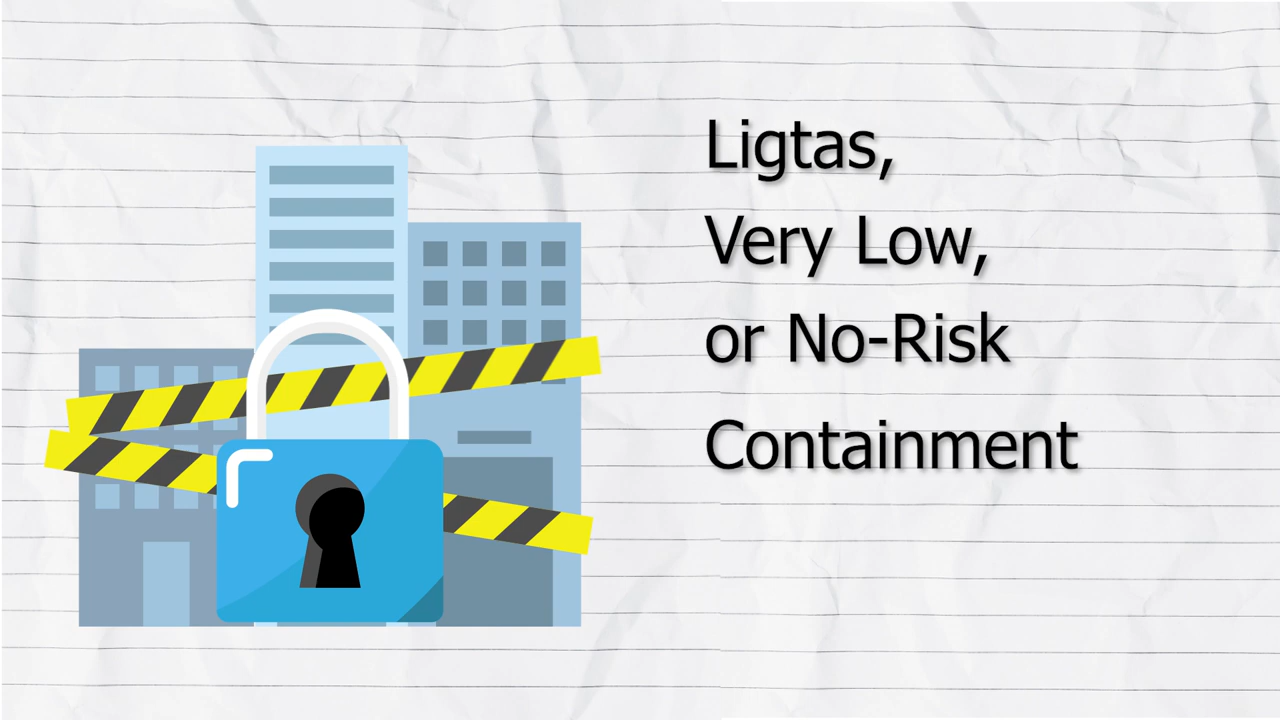 Ligtas,
Very Low,
or No-Risk
Containment